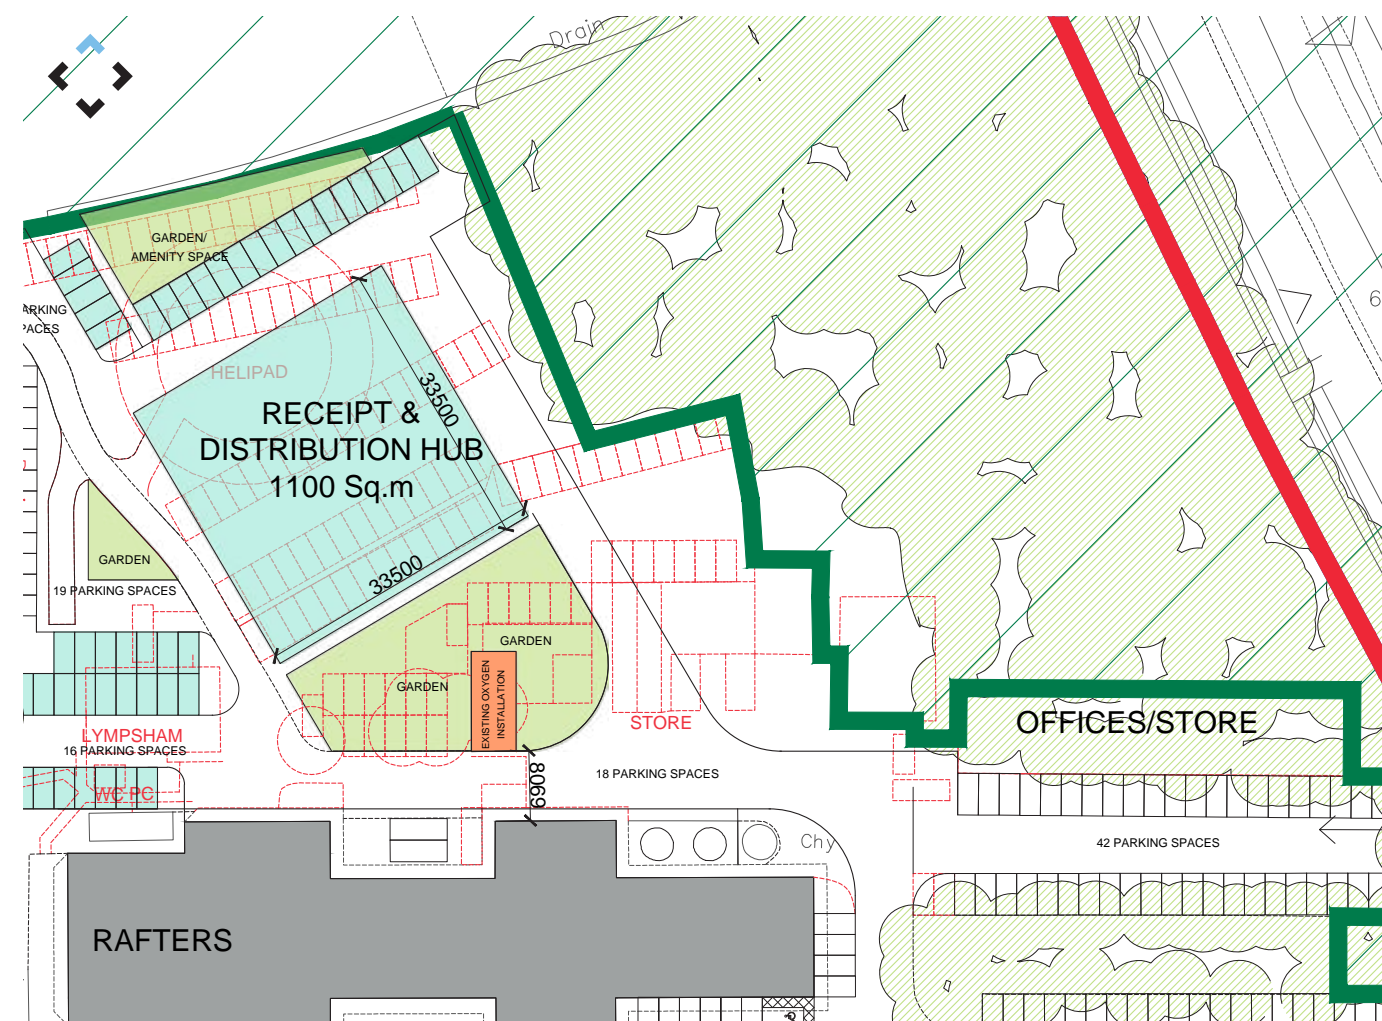 Drain
GARDEN/
AMENITY SPACE
HELIPAD
RECEIPT &
DISTRIBUTION HUB
1100 Sq.m
33500
33500
GARDEN
19 PARKING SPACES
GARDEN
GARDEN
EXISTING OXYGEN
INSTALLATION
STORE
OFFICES/STORE
LYMPSHAM
16 PARKING SPACES
18 PARKING SPACES
WC PC
8069
Chy
42 PARKING SPACES
RAFTERS
6